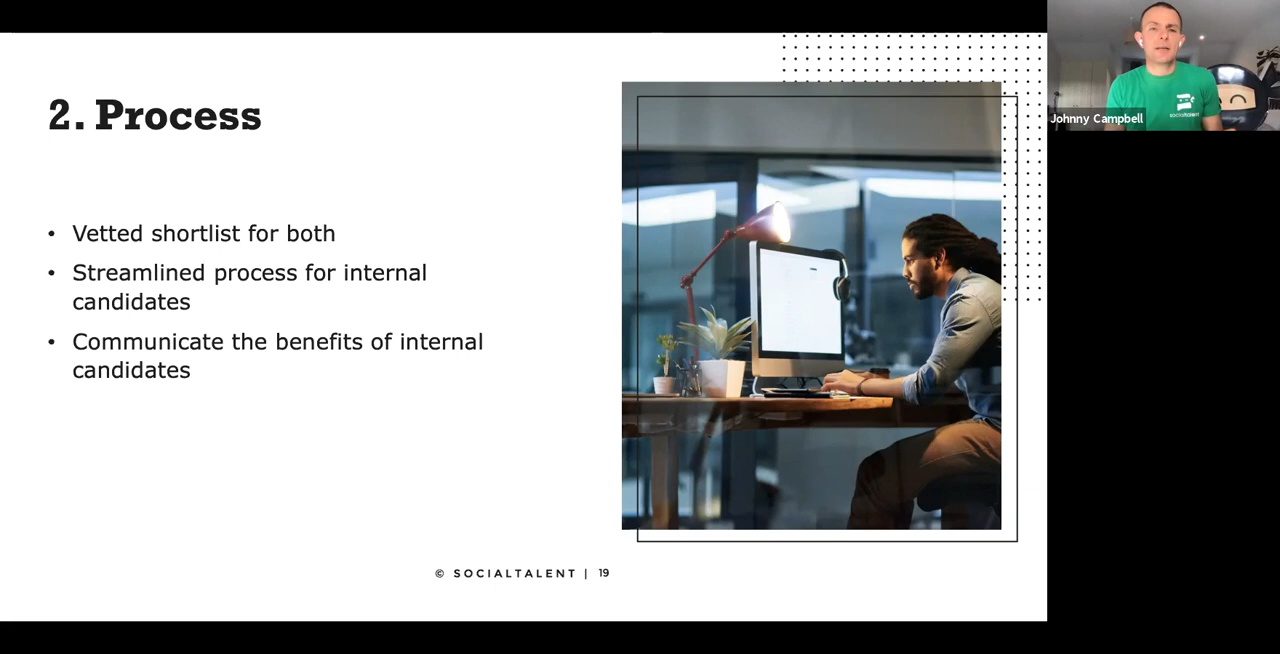 2. Process
• Vetted shortlist for both
• Streamlined process for internal
candidates
• Communicate the benefits of internal
candidates
© SOCIALTALENT | 19
Johnny Campbell
socialtalent